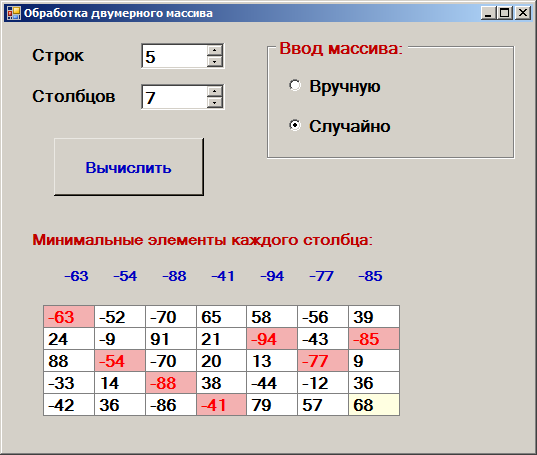 Обработка двумерного массива
Строк 5
Столбцов 7
Ввод массива:
Вручную
Случайно
Вычислить
Минимальные элементы каждого столбца:
-63 -54 -88 -41 -94 -77 -85
-63 -52 -70 65 58 -56 39
24 -9 91 21 -94 -43 -85
88 -54 -70 20 13 -77 9
-33 14 -88 38 -44 -12 36
-42 36 -86 -41 79 57 68